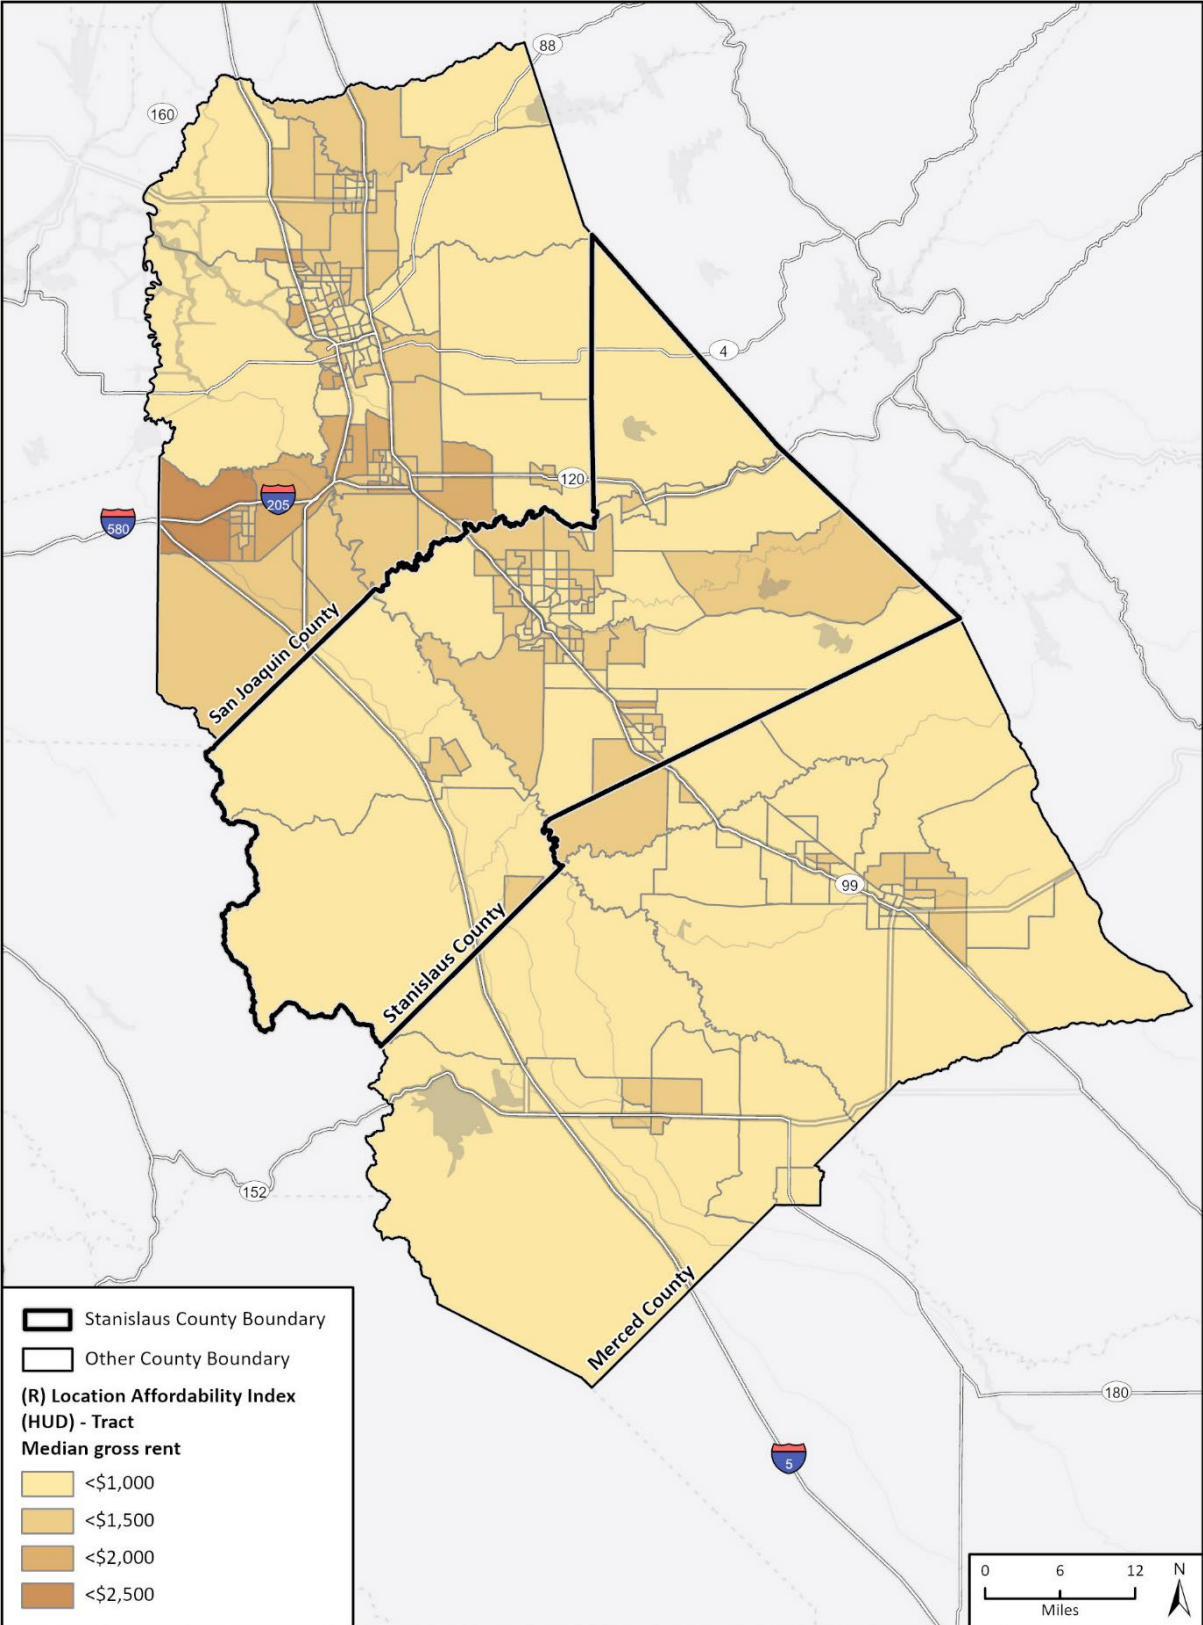 88
160
4
120
205
580
San Joaquin County
99
Stanislaus County
152
Merced County
180
5
Stanislaus County Boundary
Other County Boundary
(R) Location Affordability Index
(HUD) - Tract
Median gross rent
<$1,000
<$1,500
<$2,000
<$2,500
0 6 12 N
Miles